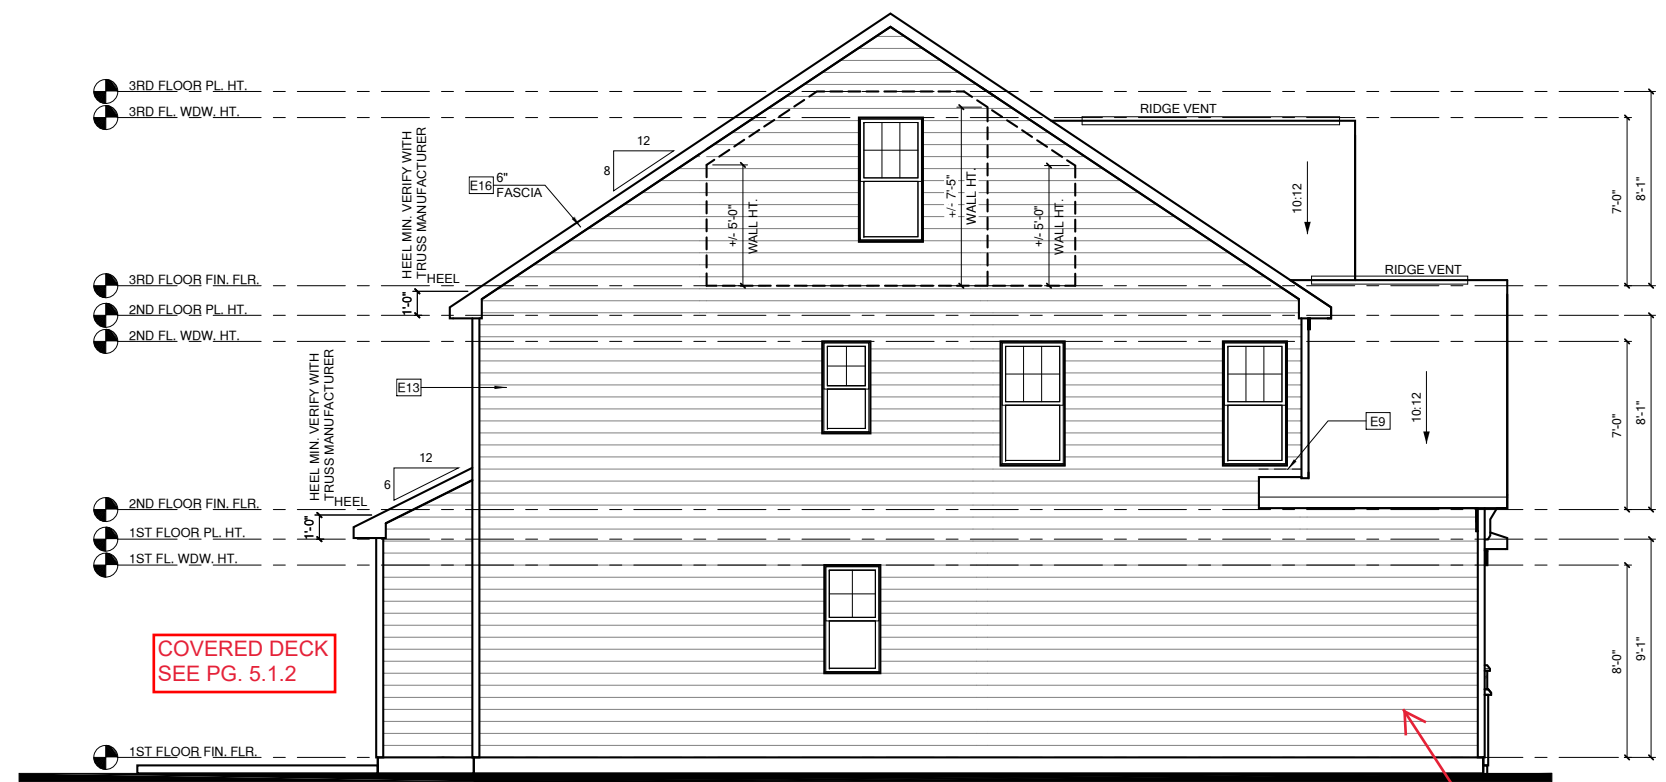 3RD FLOOR PL. HT.
3RD FL. WDW. HT.
RIDGE VENT
HEEL MIN. VERIFY WITH
TRUSS MANUFACTURER
12
8
E16
6"
FASCIA
+/- 5'-0"
WALL HT.
+/- 7'-5"
WALL HT.
+/- 5'-0"
WALL HT.
10:12
7'-0"
8'-1"
3RD FLOOR FIN. FLR.
HEEL
1'-0"
RIDGE VENT
2ND FLOOR PL. HT.
2ND FL. WDW. HT.
HEEL MIN. VERIFY WITH
TRUSS MANUFACTURER
E13
E9
10:12
7'-0"
8'-1"
12
6
2ND FLOOR FIN. FLR.
HEEL
1'-0"
1ST FLOOR PL. HT.
1ST FL. WDW. HT.
COVERED DECK
SEE PG. 5.1.2
8'-0"
9'-1"
1ST FLOOR FIN. FLR.